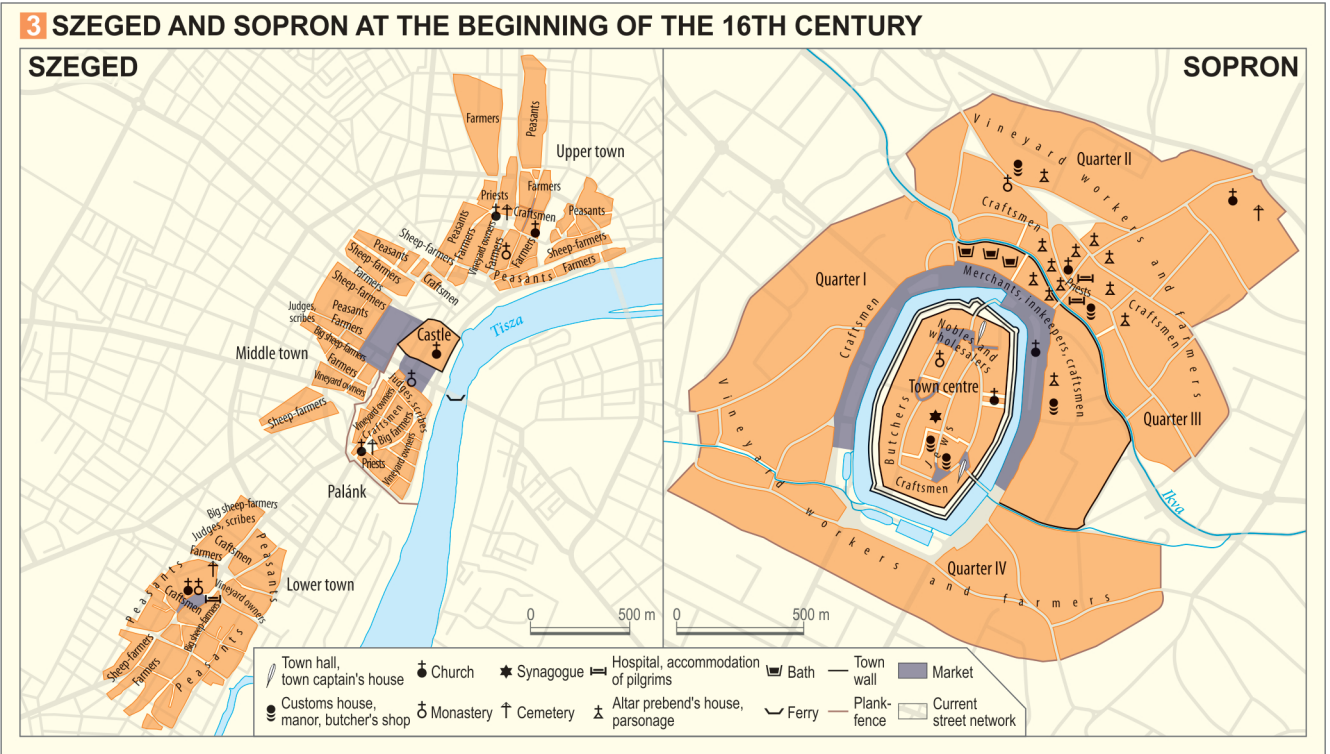 3 SZEGED AND SOPRON AT THE BEGINNING OF THE 16TH CENTURY
SZEGED
Farmers
Peasants
Upper town
Priests
Farmers
Craftsmen
Peasants
Peasants
Farmers
Vineyard owners
Farmers
Farmers
Sheep-farmers
Sheep-farmers
Peasants
Sheep-farmers
Farmers
Peasants
Farmers
Craftsmen
Sheep-farmers
Judges,
scribes
Peasants
Farmers
Big sheep-farmers
Farmers
Vineyard owners
Middle town
Sheep-farmers
Castle
Tisza
Judges, scribes
Vineyard owners
Craftsmen
Big farmers
Vineyard owners
Priests
Palánk
Big sheep-farmers
Judges, scribes
Craftsmen
Farmers
Peasants
Peasants
Vineyard owners
Craftsmen
Big sheep-farmers
Lower town
Sheep-farmers
Farmers
Peasants
0 500 m
SOPRON
Vineyard workers and farmers
Quarter II
Craftsmen
Quarter I
Craftsmen
Merchants, innkeepers, craftsmen
Priests
Craftsmen
Nobles and
wholesalers
Town centre
Butchers
Jews
Craftsmen
Quarter III
Ikva
Vineyard workers and farmers
Quarter IV
0 500 m
Town hall,
town captain's house
Church
Synagogue
Hospital, accommodation
of pilgrims
Bath
Town
wall
Market
Customs house,
manor, butcher's shop
Monastery
Cemetery
Altar prebend's house,
parsonage
Ferry
Plank-
fence
Current
street network